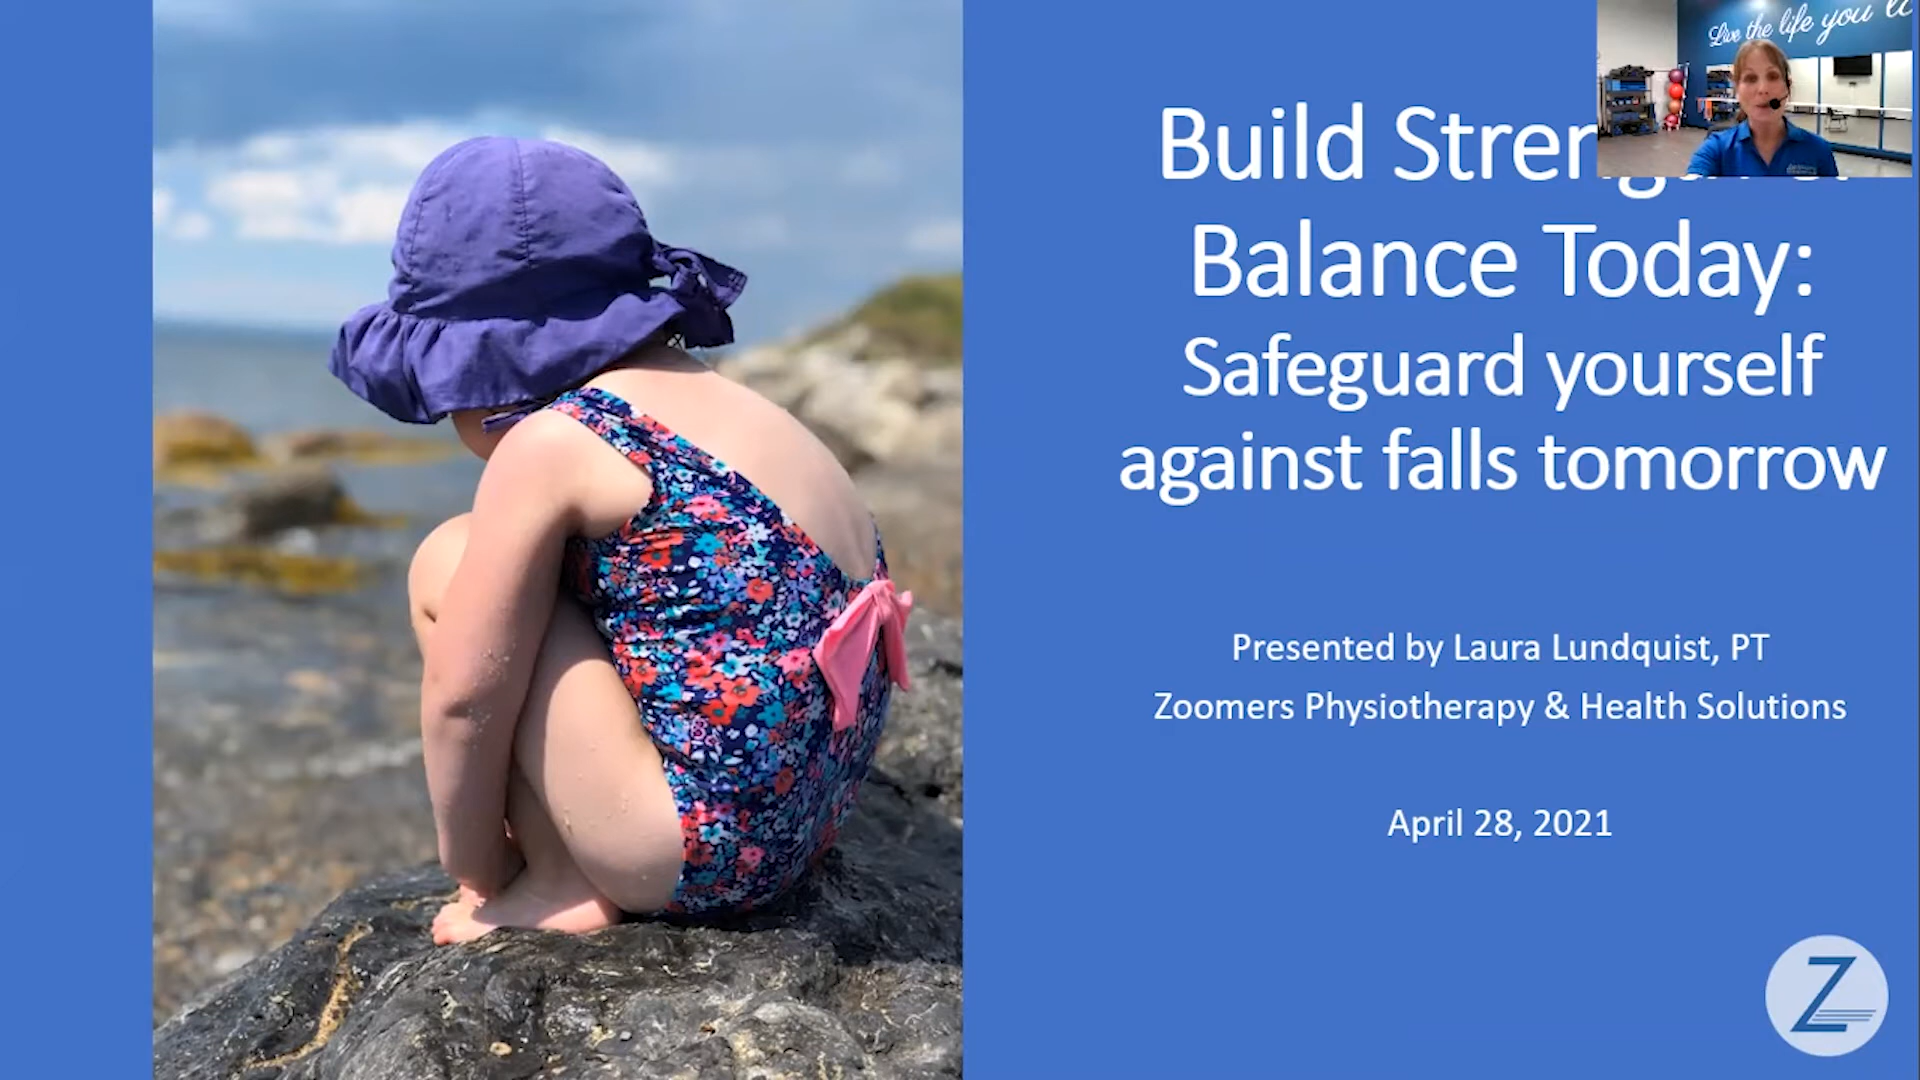 Live the life you
Build Stren
Balance Today:
Safeguard yourself
against falls tomorrow
Presented by Laura Lundquist, PT
Zoomers Physiotherapy & Health Solutions
April 28, 2021
Z